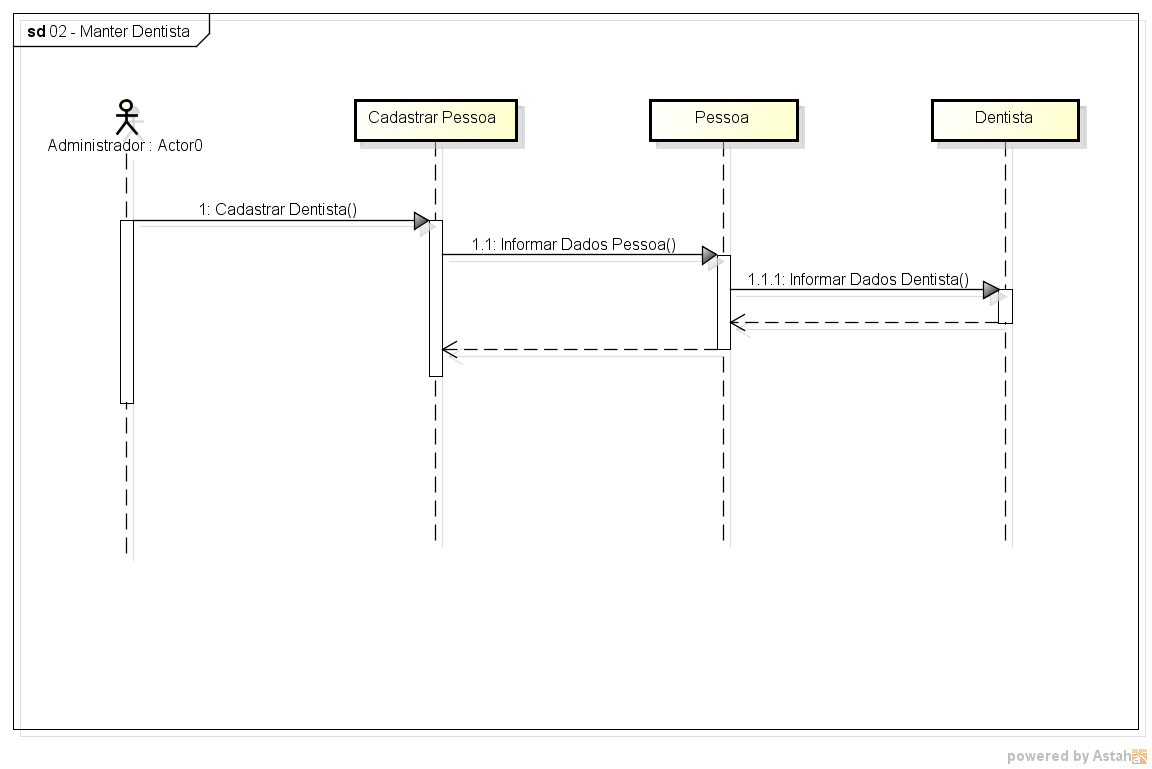 sd 02 - Manter Dentista
Administrador : Actor0
Cadastrar Pessoa
Pessoa
Dentista
1: Cadastrar Dentista()
1.1: Informar Dados Pessoa()
1.1.1: Informar Dados Dentista()
powered by Astah